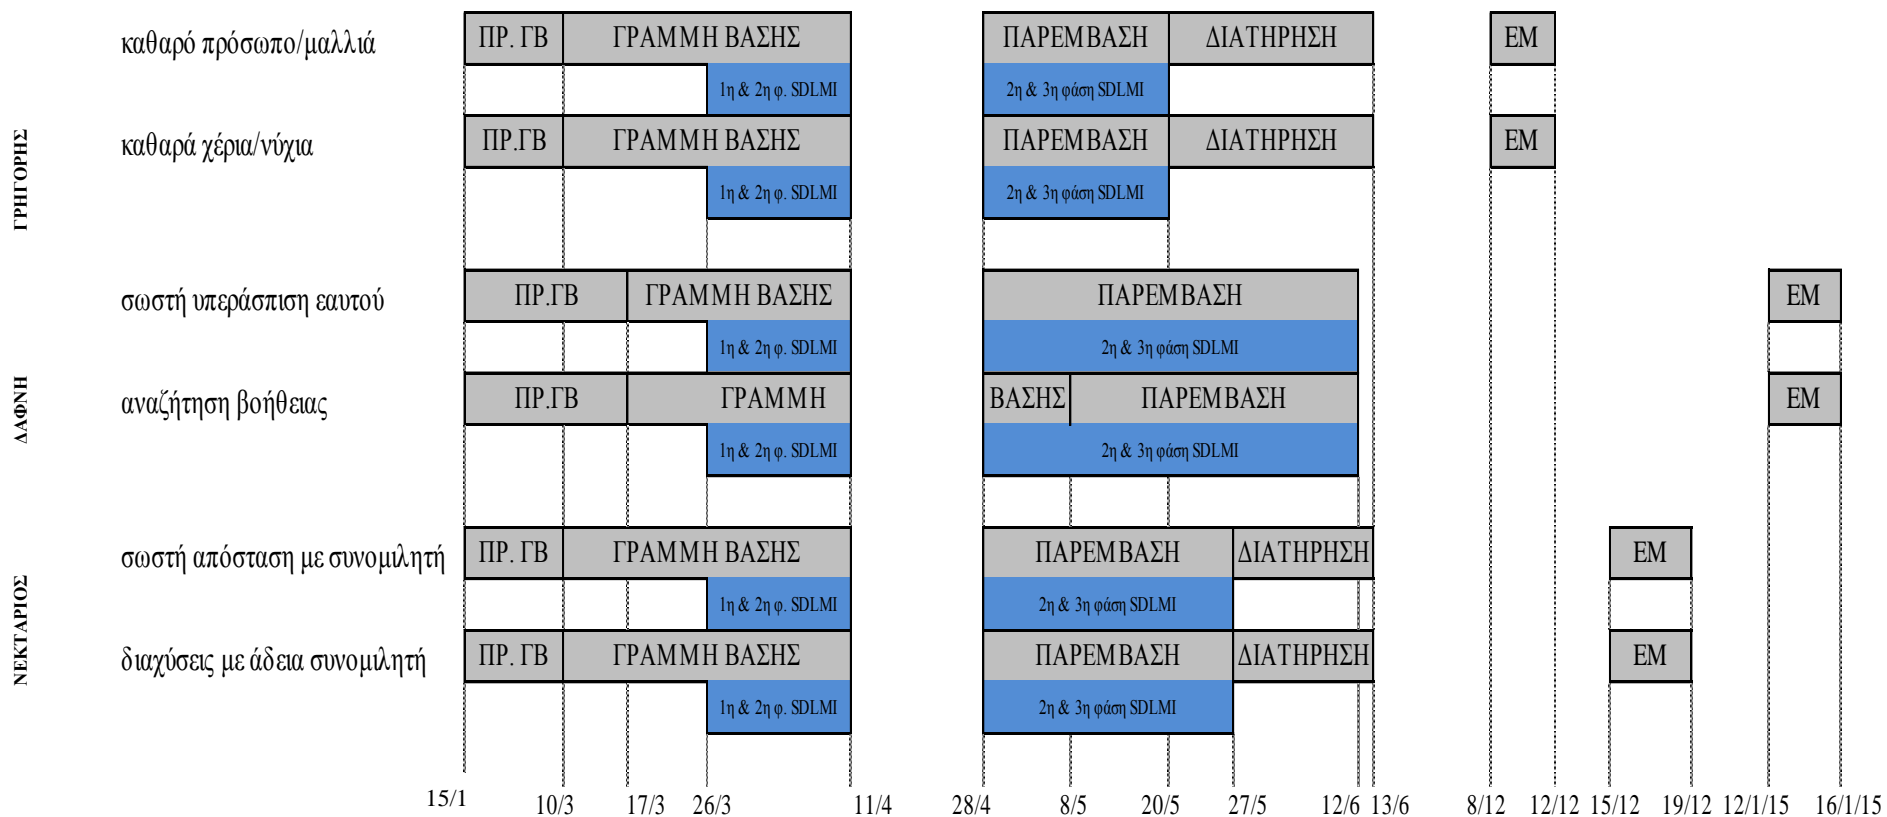 καθαρό πρόσωπο/μαλλιά ΠΡ. ΓΒ ΓΡΑΜΜΗ ΒΑΣΗΣ ΠΑΡΕΜΒΑΣΗ ΔΙΑΤΗΡΗΣΗ ΕΜ
1η & 2η φ. SDLMI 2η & 3η φάση SDLMI
ΓΡΗΓΟΡΗΣ
καθαρά χέρια/νύχια ΠΡ.ΓΒ ΓΡΑΜΜΗ ΒΑΣΗΣ ΠΑΡΕΜΒΑΣΗ ΔΙΑΤΗΡΗΣΗ ΕΜ
1η & 2η φ. SDLMI 2η & 3η φάση SDLMI
σωστή υπεράσπιση εαυτού ΠΡ.ΓΒ ΓΡΑΜΜΗ ΒΑΣΗΣ ΠΑΡΕΜΒΑΣΗ ΕΜ
1η & 2η φ. SDLMI 2η & 3η φάση SDLMI
ΔΑΦΝΗ
αναζήτηση βοήθειας ΠΡ.ΓΒ ΓΡΑΜΜΗ ΒΑΣΗΣ ΠΑΡΕΜΒΑΣΗ ΕΜ
1η & 2η φ. SDLMI 2η & 3η φάση SDLMI
σωστή απόσταση με συνομιλητή ΠΡ. ΓΒ ΓΡΑΜΜΗ ΒΑΣΗΣ ΠΑΡΕΜΒΑΣΗ ΔΙΑΤΗΡΗΣΗ ΕΜ
1η & 2η φ. SDLMI 2η & 3η φάση SDLMI
ΝΕΚΤΑΡΙΟΣ
διαχύσεις με άδεια συνομιλητή ΠΡ. ΓΒ ΓΡΑΜΜΗ ΒΑΣΗΣ ΠΑΡΕΜΒΑΣΗ ΔΙΑΤΗΡΗΣΗ ΕΜ
1η & 2η φ. SDLMI 2η & 3η φάση SDLMI
15/1 10/3 17/3 26/3 11/4 28/4 8/5 20/5 27/5 12/6 13/6 8/12 12/12 15/12 19/12 12/1/15 16/1/15